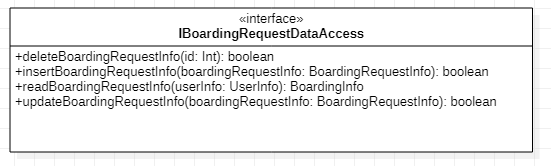 «interface»
IBoardingRequestDataAccess
+deleteBoardingRequestInfo(id: Int): boolean
+insertBoardingRequestInfo(boardingRequestInfo: BoardingRequestInfo): boolean
+readBoardingRequestInfo(userInfo: UserInfo): BoardingInfo
+updateBoardingRequestInfo(boardingRequestInfo: BoardingRequestInfo): boolean